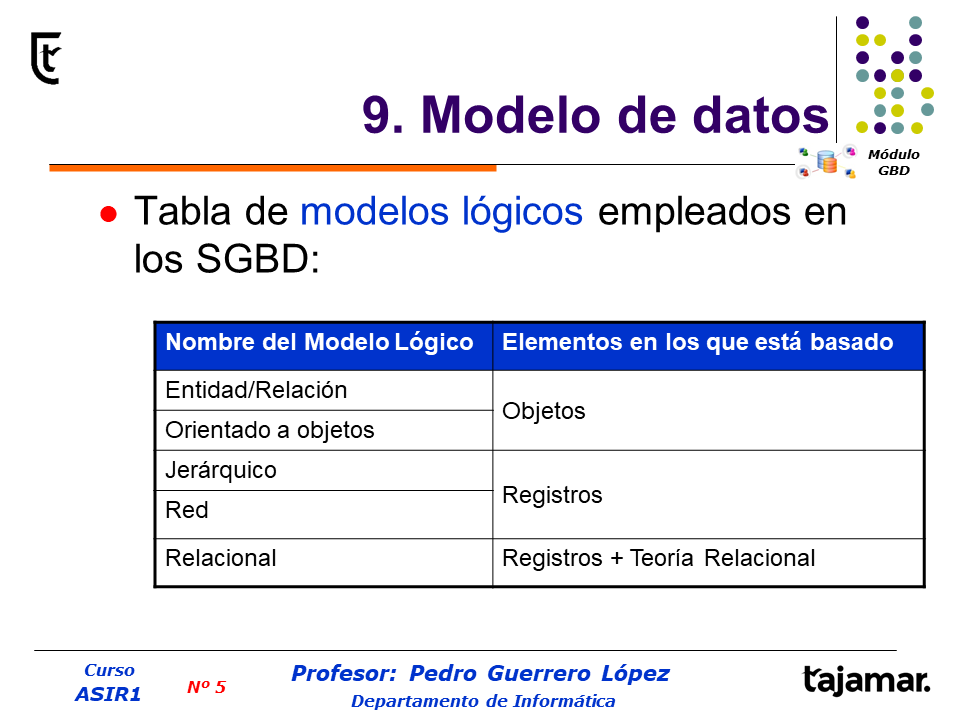 9. Modelo de datos
Módulo
GBD
Tabla de modelos lógicos empleados en
los SGBD:
Nombre del Modelo Lógico
Elementos en los que está basado
Entidad/Relación
Objetos
Orientado a objetos
Jerárquico
Registros
Red
Relacional
Registros + Teoría Relacional
Curso
ASIR1
Nº 5
Profesor: Pedro Guerrero López
Departamento de Informática
tajamar.